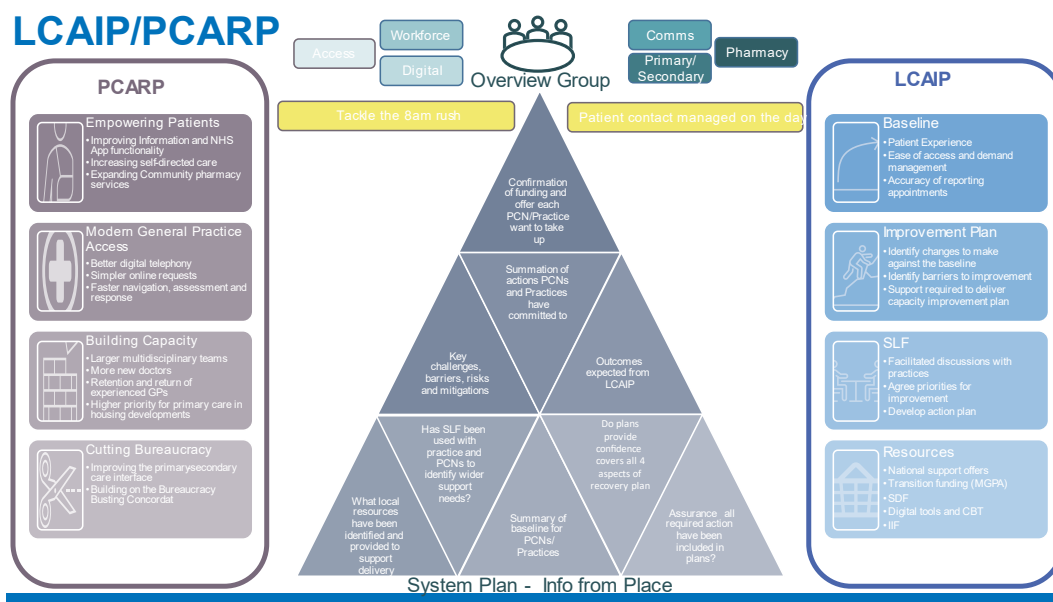 LCAIP/PCARP
Access
Workforce
Digital
Overview Group
Comms
Primary/
Secondary
Pharmacy
Tackle the 8am rush
Patient contact managed on the day
PCARP
Empowering Patients
• Improving Information and NHS
App functionality
• Increasing self-directed care
• Expanding Community pharmacy
services
Modern General Practice
Access
• Better digital telephony
• Simpler online requests
• Faster navigation, assessment and
response
Building Capacity
• Larger multidisciplinary teams
• More new doctors
• Retention and return of
experienced GPs
• Higher priority for primary care in
housing developments
Cutting Bureaucracy
• Improving the primarysecondary
care interface
• Building on the Bureaucracy
Busting Concordat
Confirmation
of funding and
offer each
PCN/Practice
want to take
up
Summation of
actions PCNs
and Practices
have
committed to
Key
challenges,
barriers, risks
and mitigations
Outcomes
expected from
LCAIP
Has SLF been
used with
practice and
PCNs to
identify wider
support
needs?
Do plans
provide
confidence
covers all 4
aspects of
recovery plan
What local
resources
have been
identified and
provided to
support
delivery
Summary of
baseline for
PCNs/
Practices
Assurance all
required action
have been
included in
plans?
System Plan - Info from Place
LCAIP
Baseline
• Patient Experience
• Ease of access and demand
management
• Accuracy of reporting
appointments
Improvement Plan
• Identify changes to make
against the baseline
• Identify barriers to improvement
• Support required to deliver
capacity improvement plan
SLF
• Facilitated discussions with
practices
• Agree priorities for
improvement
• Develop action plan
Resources
• National support offers
• Transition funding (MGPA)
• SDF
• Digital tools and CBT
• IIF